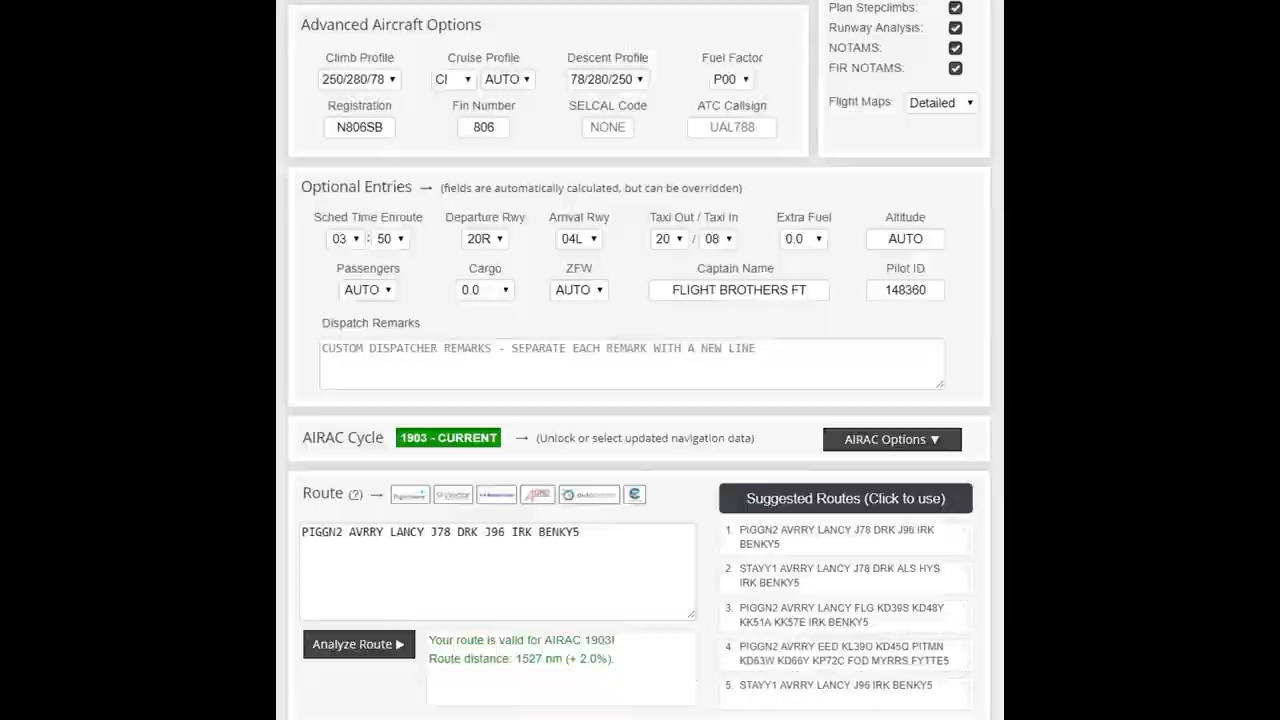 Plan Stepclimbs:
Runway Analysis:
NOTAMS:
FIR NOTAMS:
Flight Maps: Detailed
Advanced Aircraft Options
Climb Profile Cruise Profile Descent Profile Fuel Factor
250/280/78 CI AUTO 78/280/250 P00
Registration Fin Number SELCAL Code ATC Callsign
N806SB 806 NONE UAL788
Optional Entries → (fields are automatically calculated, but can be overridden)
Sched Time Enroute Departure Rwy Arrival Rwy Taxi Out / Taxi In Extra Fuel Altitude
03 : 50 20R 04L 20 / 08 0.0 AUTO
Passengers Cargo ZFW Captain Name Pilot ID
AUTO 0.0 AUTO FLIGHT BROTHERS FT 148360
Dispatch Remarks
CUSTOM DISPATCHER REMARKS - SEPARATE EACH REMARK WITH A NEW LINE
AIRAC Cycle 1903 - CURRENT → (Unlock or select updated navigation data) AIRAC Options ▼
Route (?) →
PIGGN2 AVRRY LANCY J78 DRK J96 IRK BENKY5
Analyze Route ▶
Your route is valid for AIRAC 1903!
Route distance: 1527 nm (+ 2.0%).
Suggested Routes (Click to use)
1. PIGGN2 AVRRY LANCY J78 DRK J96 IRK
BENKY5
2. STAYY1 AVRRY LANCY J78 DRK ALS HYS
IRK BENKY5
3. PIGGN2 AVRRY LANCY FLG KD39S KD48Y
KK51A KK57E IRK BENKY5
4. PIGGN2 AVRRY EED KL39O KD45Q PITMN
KD63W KD66Y KP72C FOD MYRRS FYTTE5
5. STAYY1 AVRRY LANCY J96 IRK BENKY5